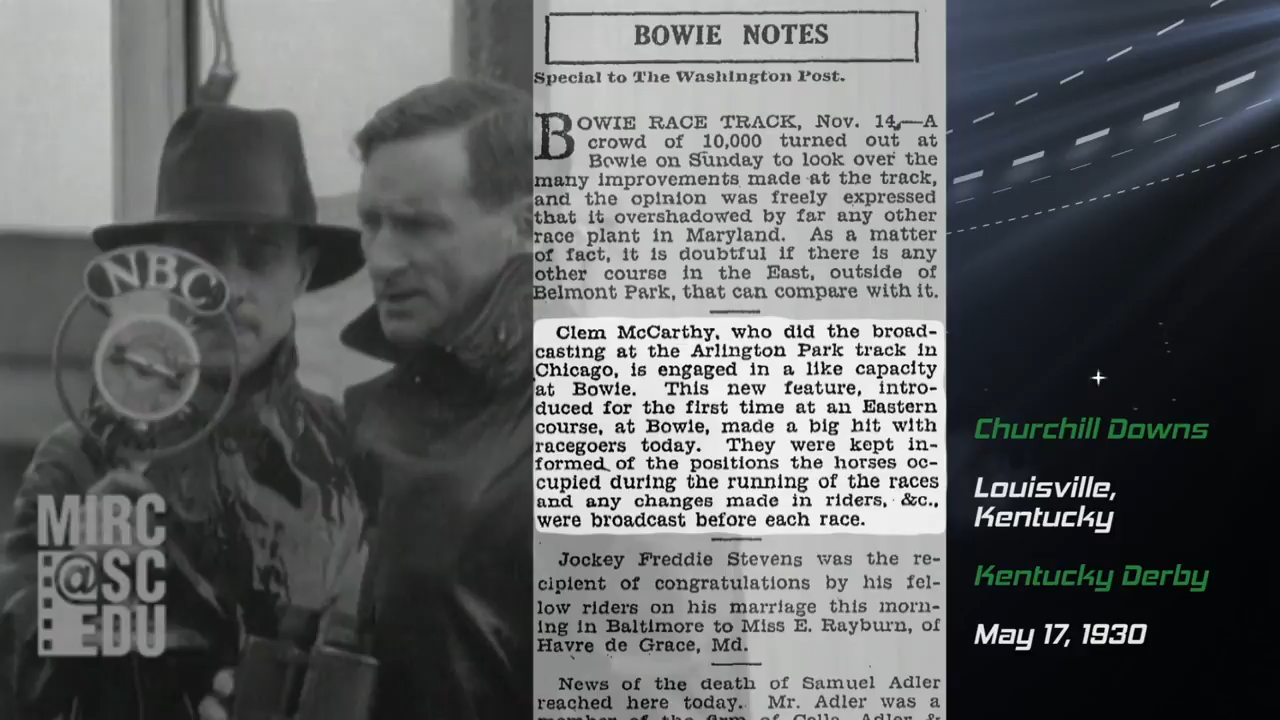 NBC
MIRC
@SC
EDU
BOWIE NOTES
Special to The Washington Post.
BOWIE RACE TRACK, Nov. 14,—A
crowd of 10,000 turned out at
Bowie on Sunday to look over the
many improvements made at the track,
and the opinion was freely expressed
that it overshadowed by far any other
race plant in Maryland. As a matter
of fact, it is doubtful if there is any
other course in the East, outside of
Belmont Park, that can compare with it.
Clem McCarthy, who did the broad-
casting at the Arlington Park track in
Chicago, is engaged in a like capacity
at Bowie. This new feature, intro-
duced for the first time at an Eastern
course, at Bowie, made a big hit with
racegoers today. They were kept in-
formed of the positions the horses oc-
cupied during the running of the races
and any changes made in riders, &c.,
were broadcast before each race.
Jockey Freddie Stevens was the re-
cipient of congratulations by his fel-
low riders on his marriage this morn-
ing in Baltimore to Miss E. Rayburn, of
Havre de Grace, Md.
News of the death of Samuel Adler
reached here today. Mr. Adler was a
member of the firm of Adler &
Churchill Downs
Louisville,
Kentucky
Kentucky Derby
May 17, 1930